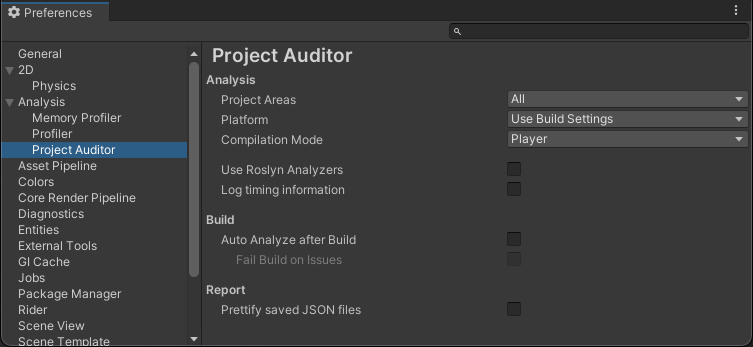 Preferences
General
2D
Physics
Analysis
Memory Profiler
Profiler
Project Auditor
Asset Pipeline
Colors
Core Render Pipeline
Diagnostics
Entities
External Tools
GI Cache
Jobs
Package Manager
Rider
Scene View
Scene Template
Project Auditor
Analysis
Project Areas All
Platform Use Build Settings
Compilation Mode Player
Use Roslyn Analyzers
Log timing information
Build
Auto Analyze after Build
Fail Build on Issues
Report
Prettify saved JSON files